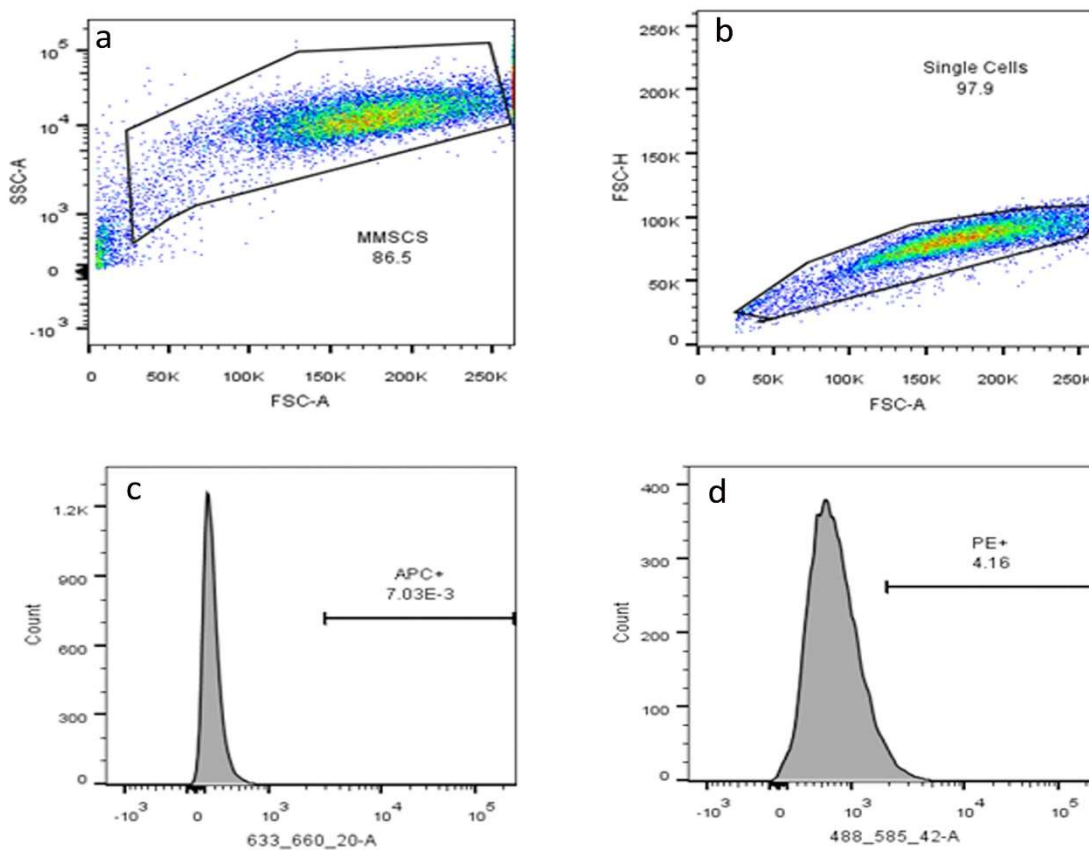 a
10^5
10^4
10^3
0
-10^3
SSC-A
MMSCS
86.5
0 50K 100K 150K 200K 250K
FSC-A
b
250K
200K
150K
100K
50K
0
FSC-H
Single Cells
97.9
0 50K 100K 150K 200K 250K
FSC-A
c
1.2K
900
600
300
0
Count
APC+
7.03E-3
-10^3 0 10^3 10^4 10^5
633_660_20-A
d
400
300
200
100
0
Count
PE+
4.16
-10^3 0 10^3 10^4 10^5
488_585_42-A